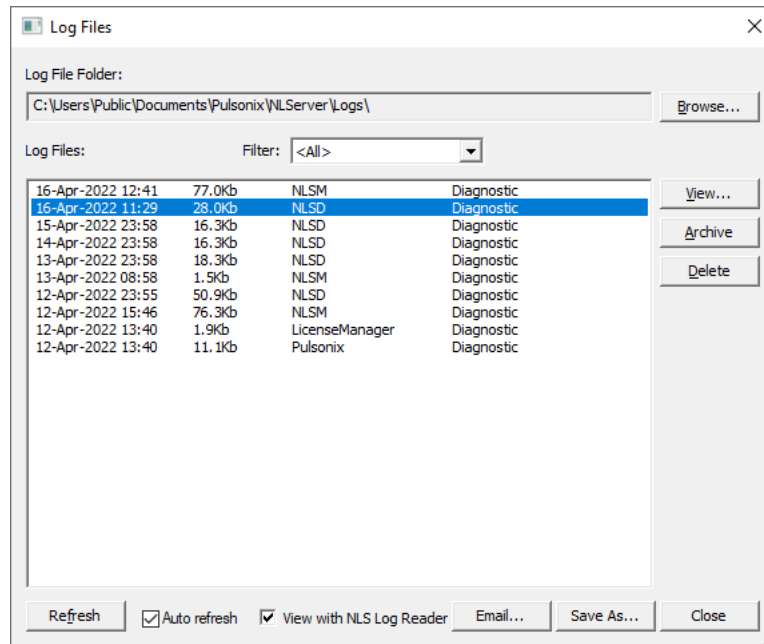 Log Files
Log File Folder:
C:\Users\Public\Documents\Pulsonix\NLServer\Logs\ Browse...
Log Files: Filter: <All>
16-Apr-2022 12:41 77.0Kb NLSM Diagnostic View...
16-Apr-2022 11:29 28.0Kb NLSD Diagnostic
15-Apr-2022 23:58 16.3Kb NLSD Diagnostic
14-Apr-2022 23:58 16.3Kb NLSD Diagnostic Archive
13-Apr-2022 23:58 18.3Kb NLSD Diagnostic
13-Apr-2022 08:58 1.5Kb NLSM Diagnostic Delete
12-Apr-2022 23:55 50.9Kb NLSD Diagnostic
12-Apr-2022 15:46 76.3Kb NLSM Diagnostic
12-Apr-2022 13:40 1.9Kb LicenseManager Diagnostic
12-Apr-2022 13:40 11.1Kb Pulsonix Diagnostic
Refresh Auto refresh View with NLS Log Reader Email... Save As... Close